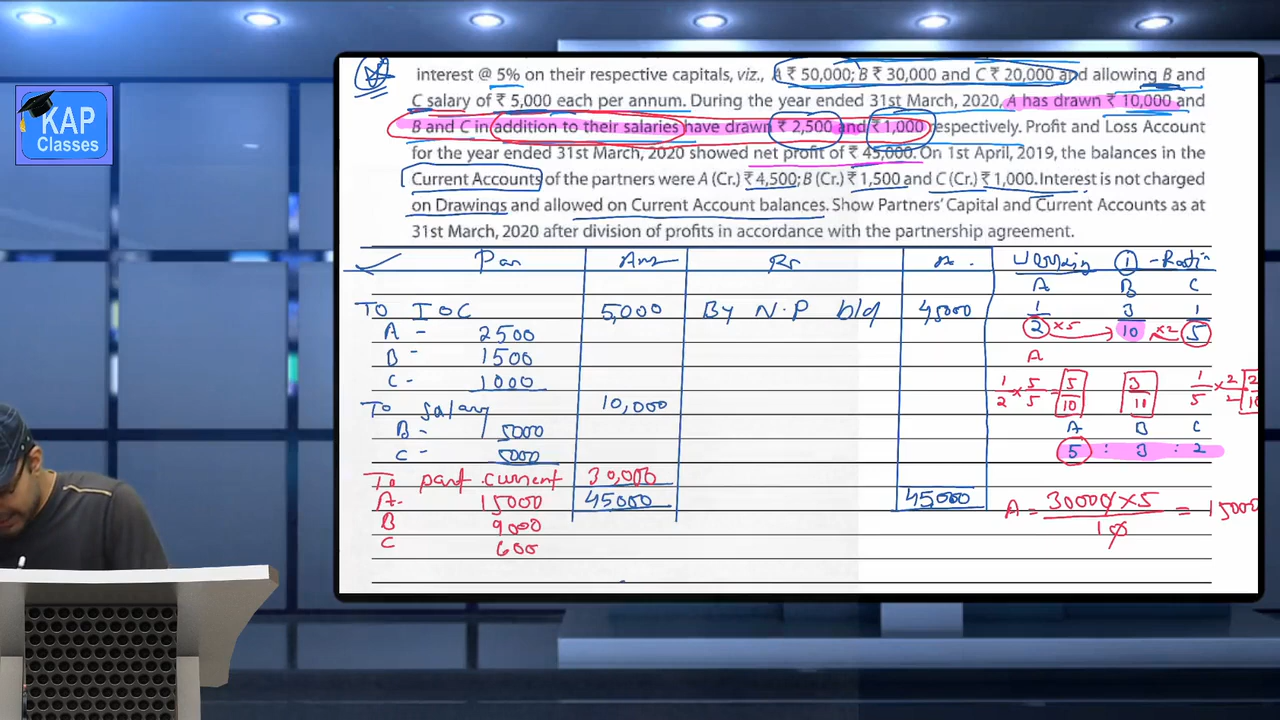 KAP
Classes
interest @ 5% on their respective capitals, viz., A ₹ 50,000; B ₹ 30,000 and C ₹ 20,000 and allowing B and
C salary of ₹ 5,000 each per annum. During the year ended 31st March, 2020, A has drawn ₹ 10,000 and
B and C in addition to their salaries have drawn ₹ 2,500 and ₹ 1,000 respectively. Profit and Loss Account
for the year ended 31st March, 2020 showed net profit of ₹ 45,000. On 1st April, 2019, the balances in the
Current Accounts of the partners were A (Cr.) ₹ 4,500; B (Cr.) ₹ 1,500 and C (Cr.) ₹ 1,000. Interest is not charged
on Drawings and allowed on Current Account balances. Show Partners' Capital and Current Accounts as at
31st March, 2020 after division of profits in accordance with the partnership agreement.
Par Amt ① - Ratio
A B C
To IOC 5,000 By N.P b/d 45000 1 3 1
A - 2500 2 ×5 10 ×2 5
B - 1500 A
C - 1000 1/2 × 5/5 = 5/10 3/10 1/5 × 2/2
To Salary 10,000
B - 5000 A B C
C - 5000 5 : 3 : 2
To part current 30,000
A- 15000 45000 45000 A = 30000 × 5 / 10 = 15000
B 9000
C 600